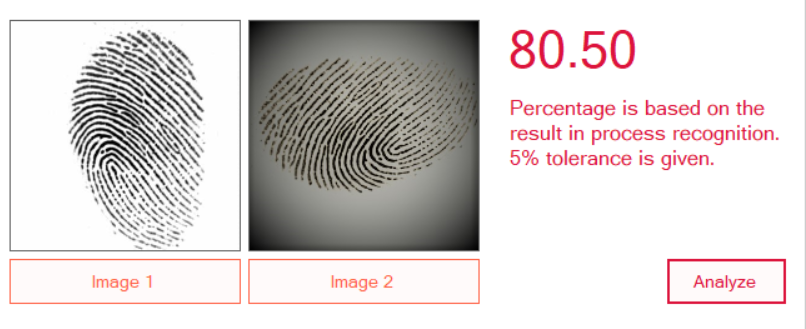 80.50
Percentage is based on the
result in process recognition.
5% tolerance is given.
Image 1
Image 2
Analyze